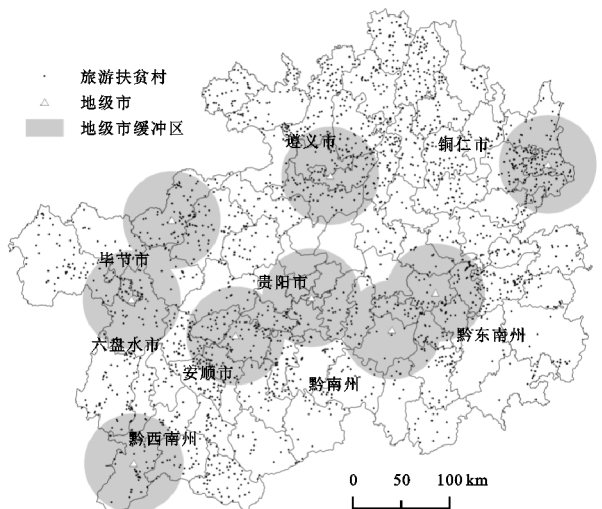 旅游扶贫村
地级市
地级市缓冲区
遵义市
铜仁市
毕节市
贵阳市
六盘水市
黔东南州
安顺市
黔南州
黔西南州
0 50 100 km